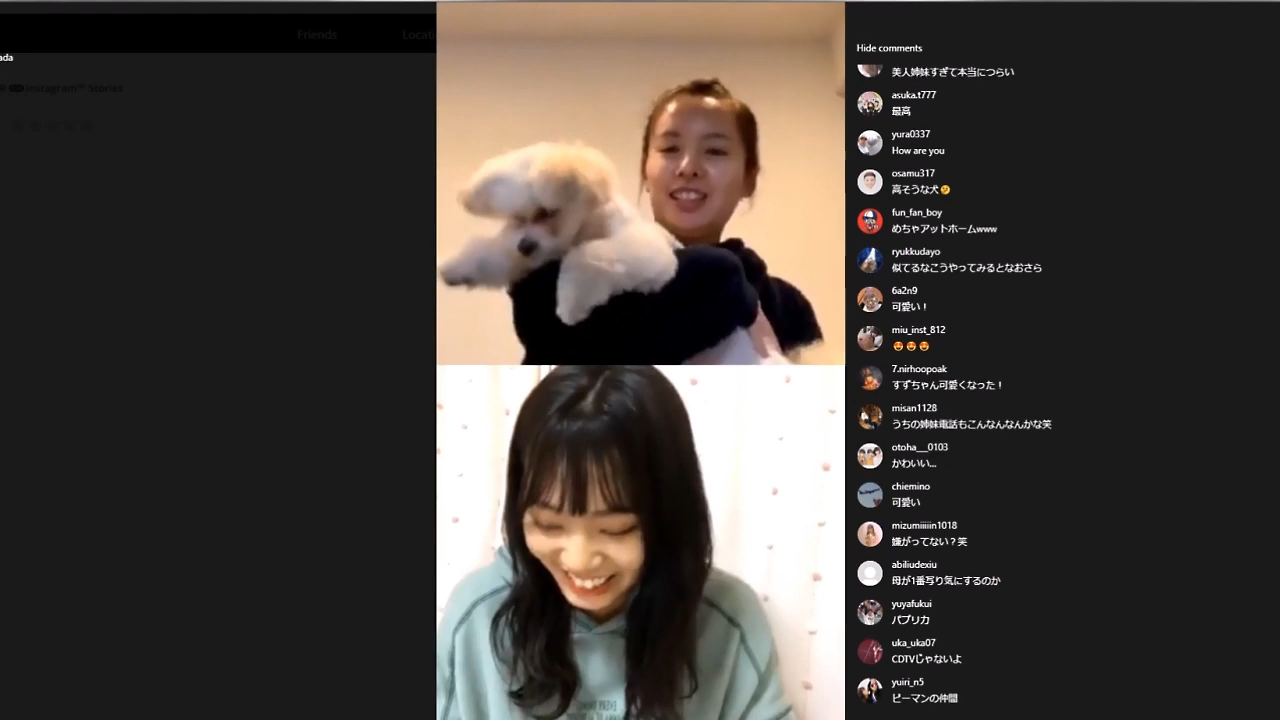 Friends
Locati
ada
Instagram™ Stories
Hide comments
美人姉妹すぎて本当につらい
asuka.t777
最高
yura0337
How are you
osamu317
高そうな犬😕
fun_fan_boy
めちゃアットホームwww
ryukkudayo
似てるなこうやってみるとなおさら
6a2n9
可愛い！
miu_inst_812
😍😍😍
7.nirhoopoak
すずちゃん可愛くなった！
misan1128
うちの姉妹電話もこんなんなんかな笑
otoha__0103
かわいい...
chiemino
可愛い
mizumiiiiin1018
嫌がってない？笑
abiliudexiu
母が1番写り気にするのか
yuyafukui
パプリカ
uka_uka07
CDTVじゃないよ
yuiri_n5
ピーマンの仲間